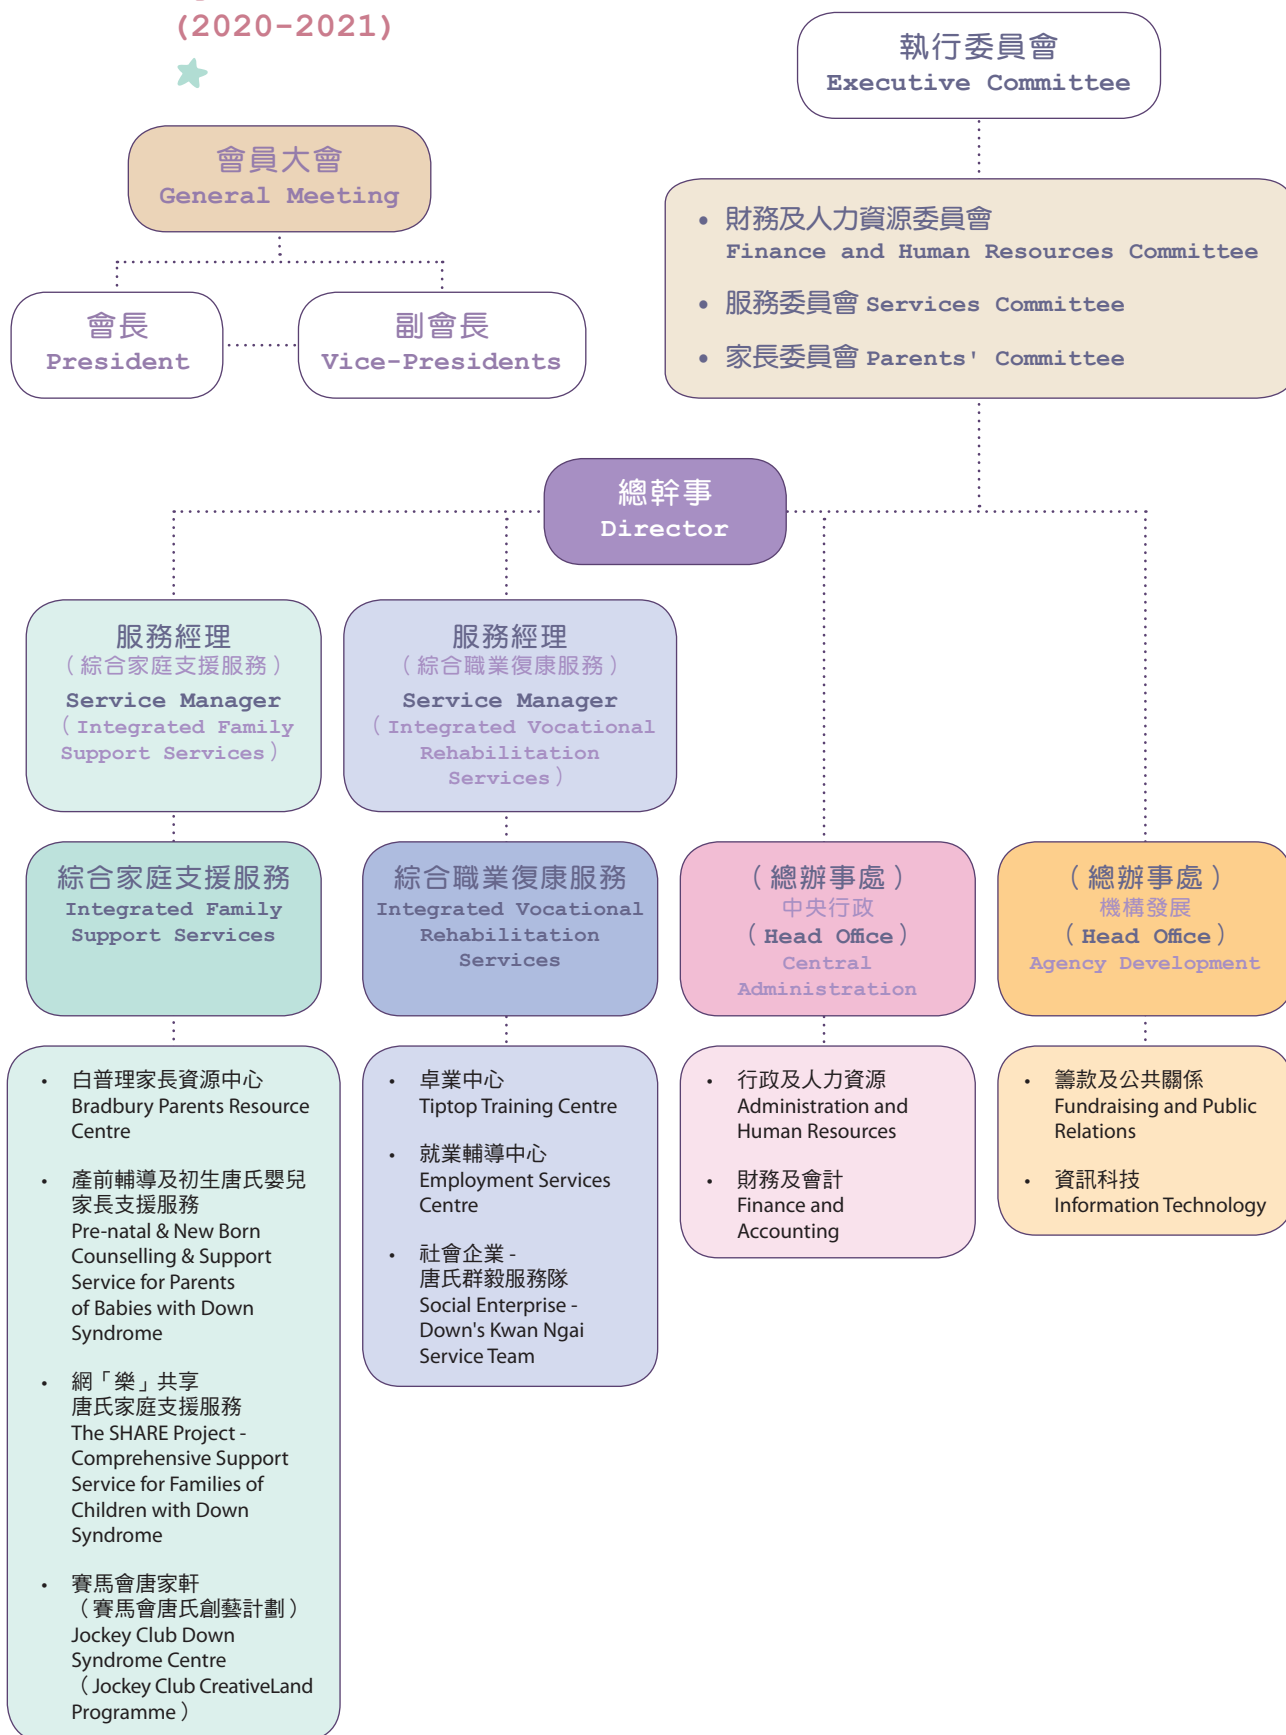 (2020-2021)
執行委員會
Executive Committee
會員大會
General Meeting
會長
President
副會長
Vice-Presidents
• 財務及人力資源委員會
Finance and Human Resources Committee
• 服務委員會 Services Committee
• 家長委員會 Parents' Committee
總幹事
Director
服務經理
（綜合家庭支援服務）
Service Manager
（Integrated Family
Support Services）
服務經理
（綜合職業復康服務）
Service Manager
（Integrated Vocational
Rehabilitation
Services）
綜合家庭支援服務
Integrated Family
Support Services
綜合職業復康服務
Integrated Vocational
Rehabilitation
Services
（總辦事處）
中央行政
（Head Office）
Central
Administration
（總辦事處）
機構發展
（Head Office）
Agency Development
• 白普理家長資源中心
Bradbury Parents Resource
Centre
• 產前輔導及初生唐氏嬰兒
家長支援服務
Pre-natal & New Born
Counselling & Support
Service for Parents
of Babies with Down
Syndrome
• 網「樂」共享
唐氏家庭支援服務
The SHARE Project -
Comprehensive Support
Service for Families of
Children with Down
Syndrome
• 賽馬會唐家軒
（賽馬會唐氏創藝計劃）
Jockey Club Down
Syndrome Centre
（Jockey Club CreativeLand
Programme）
• 卓業中心
Tiptop Training Centre
• 就業輔導中心
Employment Services
Centre
• 社會企業 -
唐氏群毅服務隊
Social Enterprise -
Down's Kwan Ngai
Service Team
• 行政及人力資源
Administration and
Human Resources
• 財務及會計
Finance and
Accounting
• 籌款及公共關係
Fundraising and Public
Relations
• 資訊科技
Information Technology